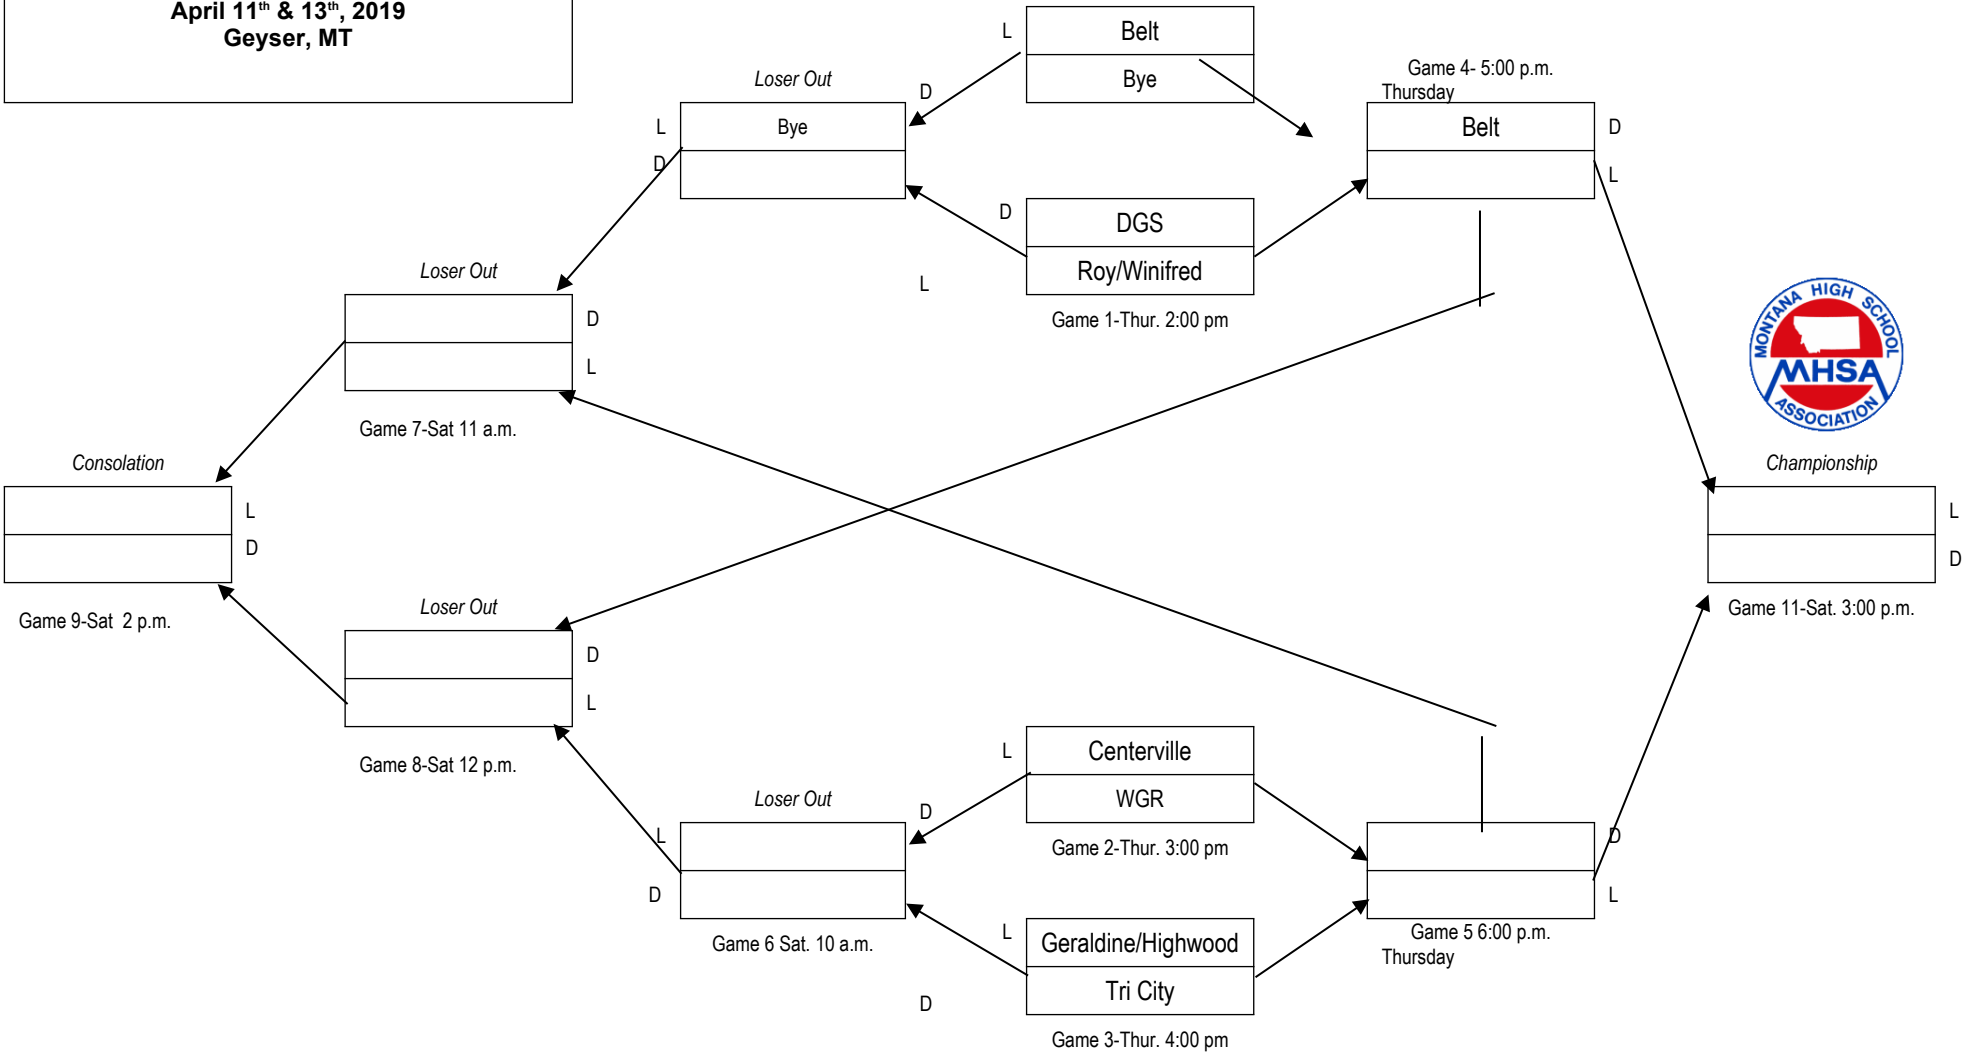 April 11th & 13th, 2019
Geyser, MT
L
Belt
Bye
Loser Out
D
Game 4- 5:00 p.m.
Thursday
L
Bye
D
Belt
D
L
D
DGS
Roy/Winifred
L
Game 1-Thur. 2:00 pm
Loser Out
D
L
Game 7-Sat 11 a.m.
MONTANA HIGH SCHOOL
MHSA
ASSOCIATION
Consolation
L
D
Game 9-Sat 2 p.m.
Championship
L
D
Game 11-Sat. 3:00 p.m.
Loser Out
D
L
Game 8-Sat 12 p.m.
L
Centerville
WGR
Game 2-Thur. 3:00 pm
Loser Out
D
L
D
Game 6 Sat. 10 a.m.
D
L
Game 5 6:00 p.m.
Thursday
L
Geraldine/Highwood
Tri City
D
Game 3-Thur. 4:00 pm